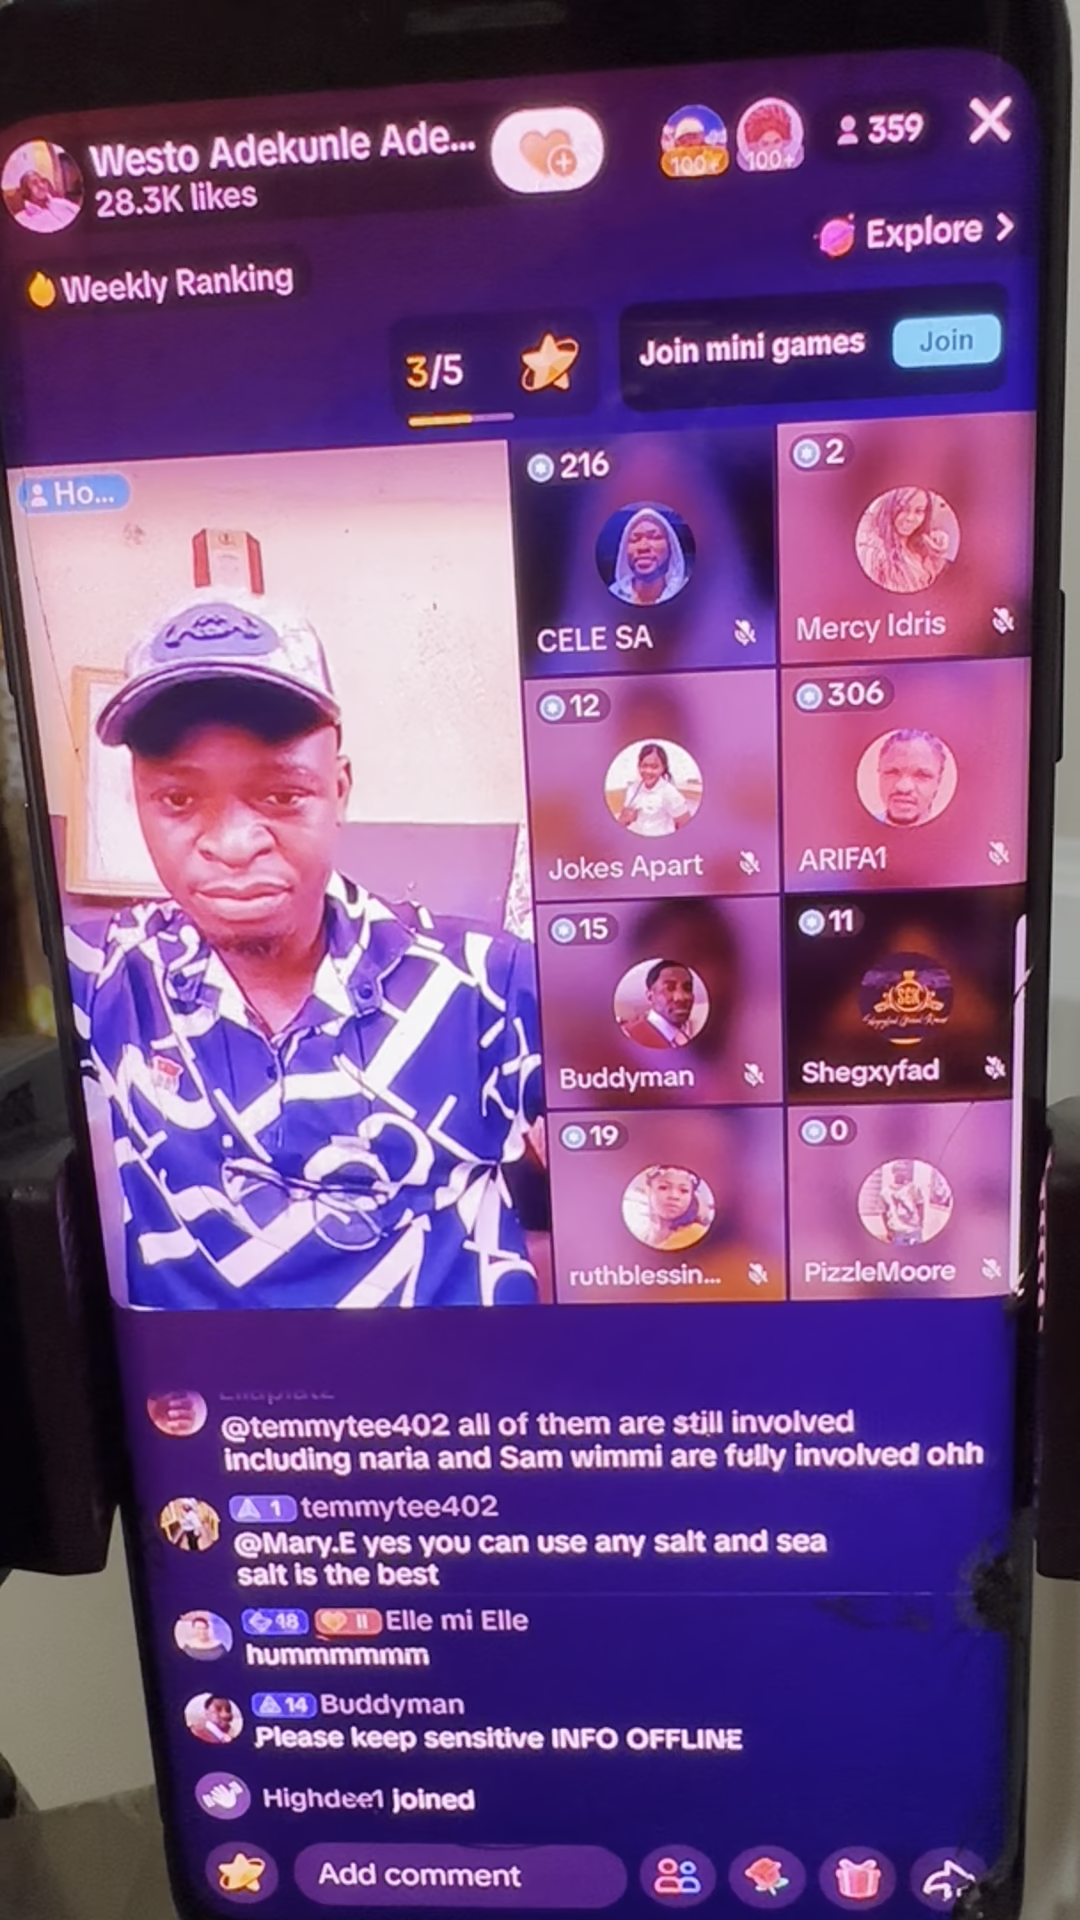 Westo Adekunle Ade...
28.3K likes
100+
100+
359
Explore >
Weekly Ranking
3/5
Join mini games
Join
Ho...
216
CELE SA
2
Mercy Idris
12
Jokes Apart
306
ARIFA1
15
Buddyman
11
SGK
Shegxyfad
19
ruthblessin...
0
PizzleMoore
@temmytee402 all of them are still involved
including naria and Sam wimmi are fully involved ohh
1 temmytee402
@Mary.E yes you can use any salt and sea
salt is the best
18 II Elle mi Elle
hummmmmm
14 Buddyman
Please keep sensitive INFO OFFLINE
Highdee1 joined
Add comment